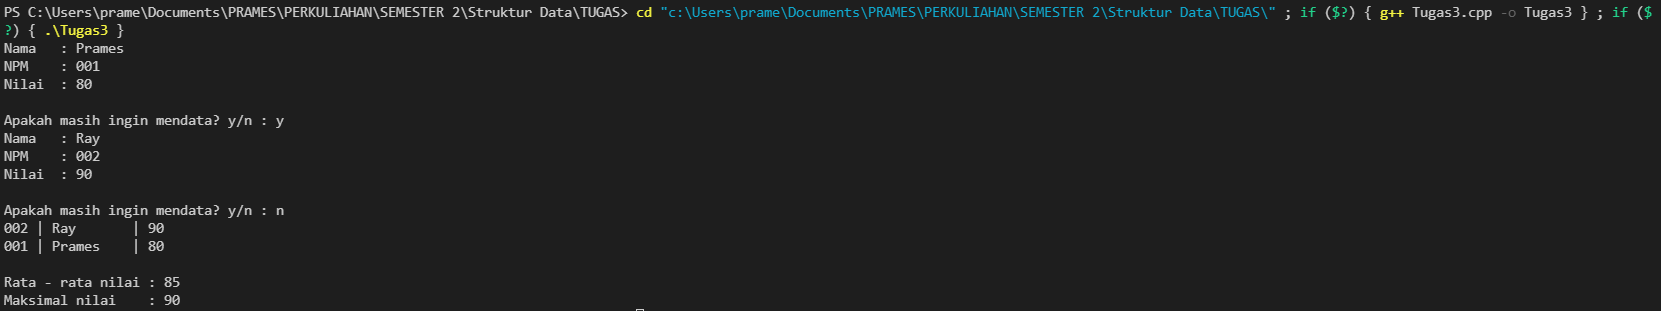 PS C:\Users\prame\Documents\PRAMES\PERKULIAHAN\SEMESTER 2\Struktur Data\TUGAS> cd "c:\Users\prame\Documents\PRAMES\PERKULIAHAN\SEMESTER 2\Struktur Data\TUGAS\" ; if ($?) { g++ Tugas3.cpp -o Tugas3 } ; if ($
?) { .\Tugas3 }
Nama   : Prames
NPM    : 001
Nilai  : 80

Apakah masih ingin mendata? y/n : y
Nama   : Ray
NPM    : 002
Nilai  : 90

Apakah masih ingin mendata? y/n : n
002 | Ray       | 90
001 | Prames    | 80

Rata - rata nilai : 85
Maksimal nilai    : 90